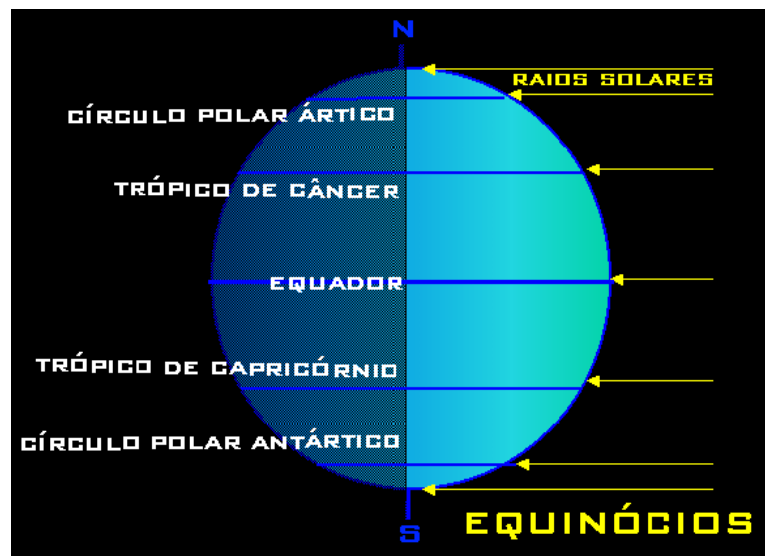 N
RAIOS SOLARES
CÍRCULO POLAR ÁRTICO
TRÓPICO DE CÂNCER
EQUADOR
TRÓPICO DE CAPRICÓRNIO
CÍRCULO POLAR ANTÁRTICO
EQUINÓCIOS
S